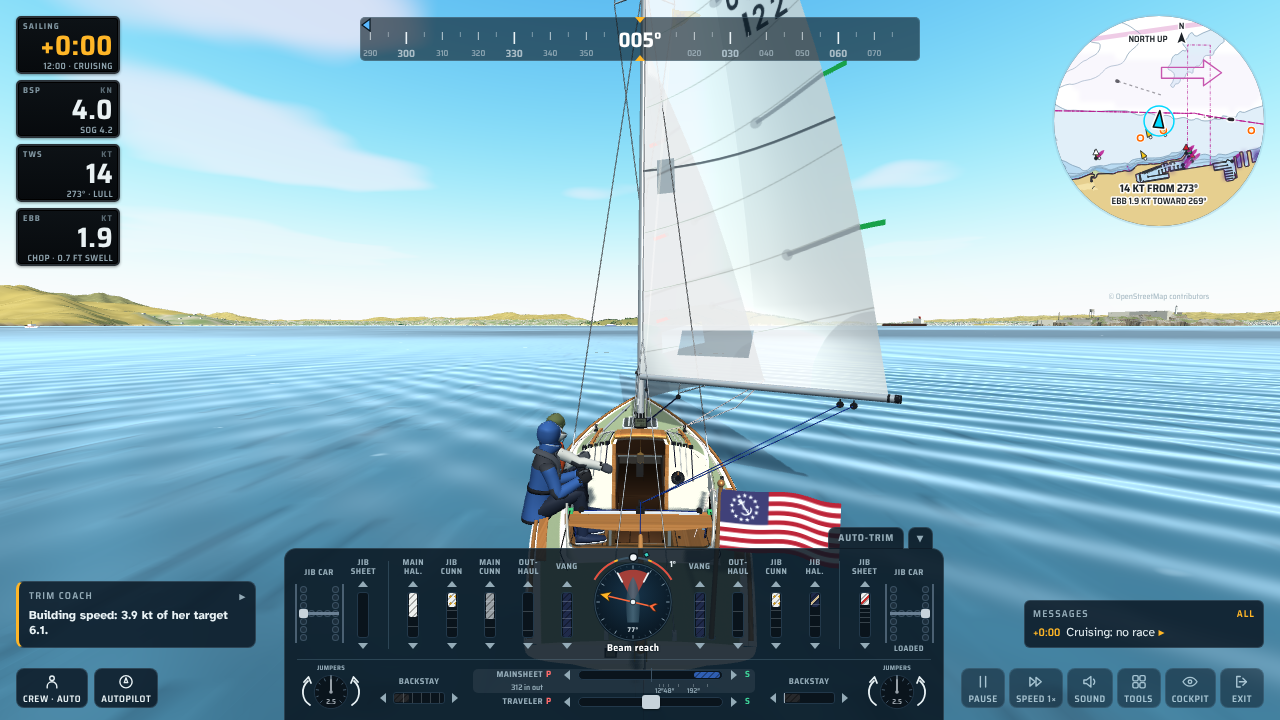 SAILING
+0:00
12:00 · CRUISING
BSP KN
4.0
SOG 4.2
TWS KT
14
273° · LULL
EBB KT
1.9
CHOP · 0.7 FT SWELL
290 300 320 330 340 350 005° 020 030 040 050 060 070
122
NORTH UP N
14 KT FROM 273°
EBB 1.9 KT TOWARD 269°
© OpenStreetMap contributors
AUTO-TRIM ▼
TRIM COACH ▶
Building speed: 3.9 kt of her target
6.1.
CREW · AUTO
AUTOPILOT
JIB CAR
JIB SHEET
MAIN HAL.
JIB CUNN
MAIN CUNN
OUT-HAUL
VANG
1°
77°
Beam reach
VANG
OUT-HAUL
JIB CUNN
JIB HAL.
JIB SHEET
JIB CAR
LOADED
JUMPERS
2.5
BACKSTAY
MAINSHEET P S
312 in out
12'48" 192°
TRAVELER P S
BACKSTAY
JUMPERS
2.5
MESSAGES ALL
+0:00 Cruising: no race ▸
PAUSE
SPEED 1×
SOUND
TOOLS
COCKPIT
EXIT